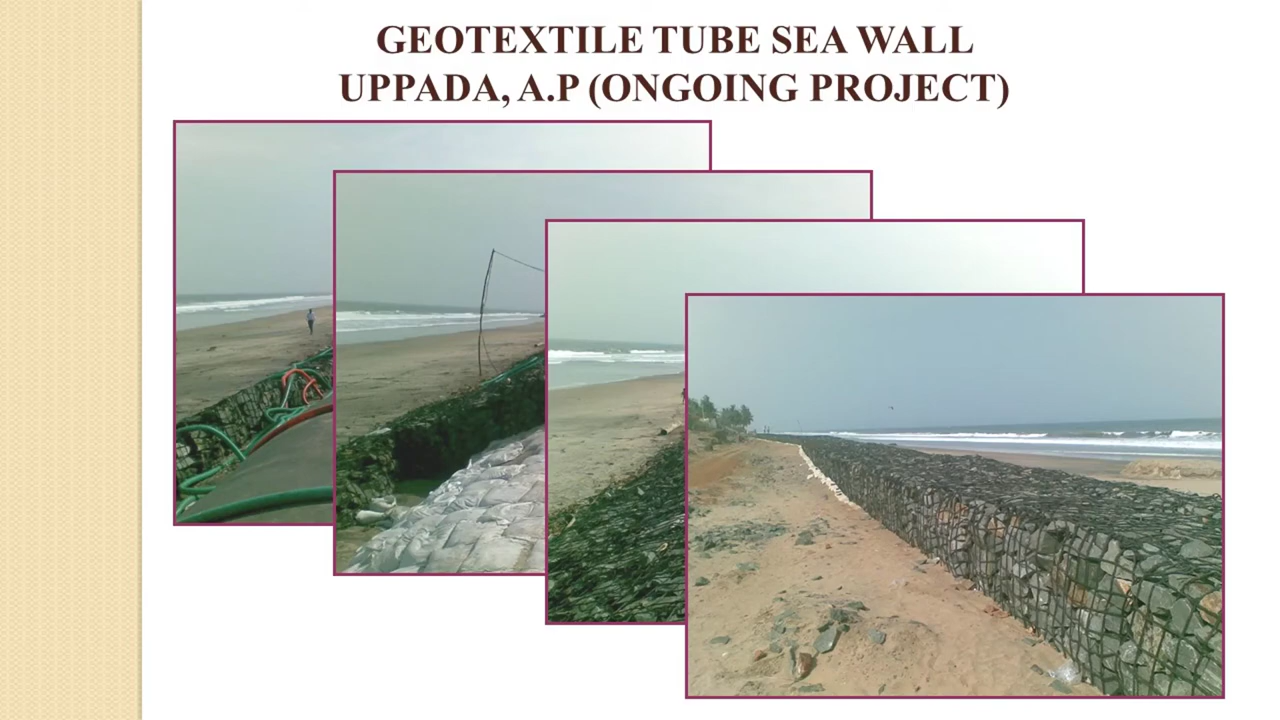 GEOTEXTILE TUBE SEA WALL
UPPADA, A.P (ONGOING PROJECT)